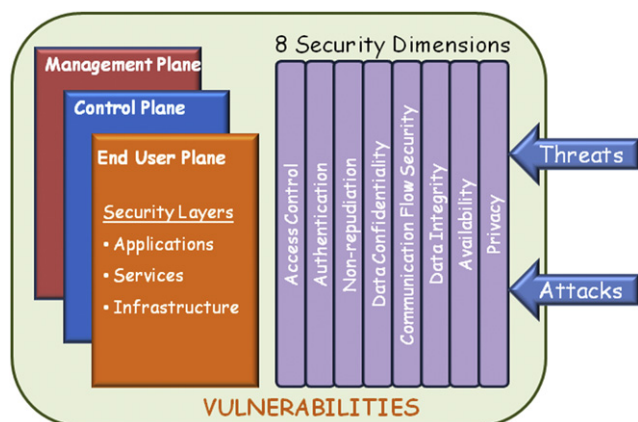 8 Security Dimensions
Management Plane
Control Plane
End User Plane
Security Layers
• Applications
• Services
• Infrastructure
Access Control
Authentication
Non-repudiation
Data Confidentiality
Communication Flow Security
Data Integrity
Availability
Privacy
Threats
Attacks
VULNERABILITIES